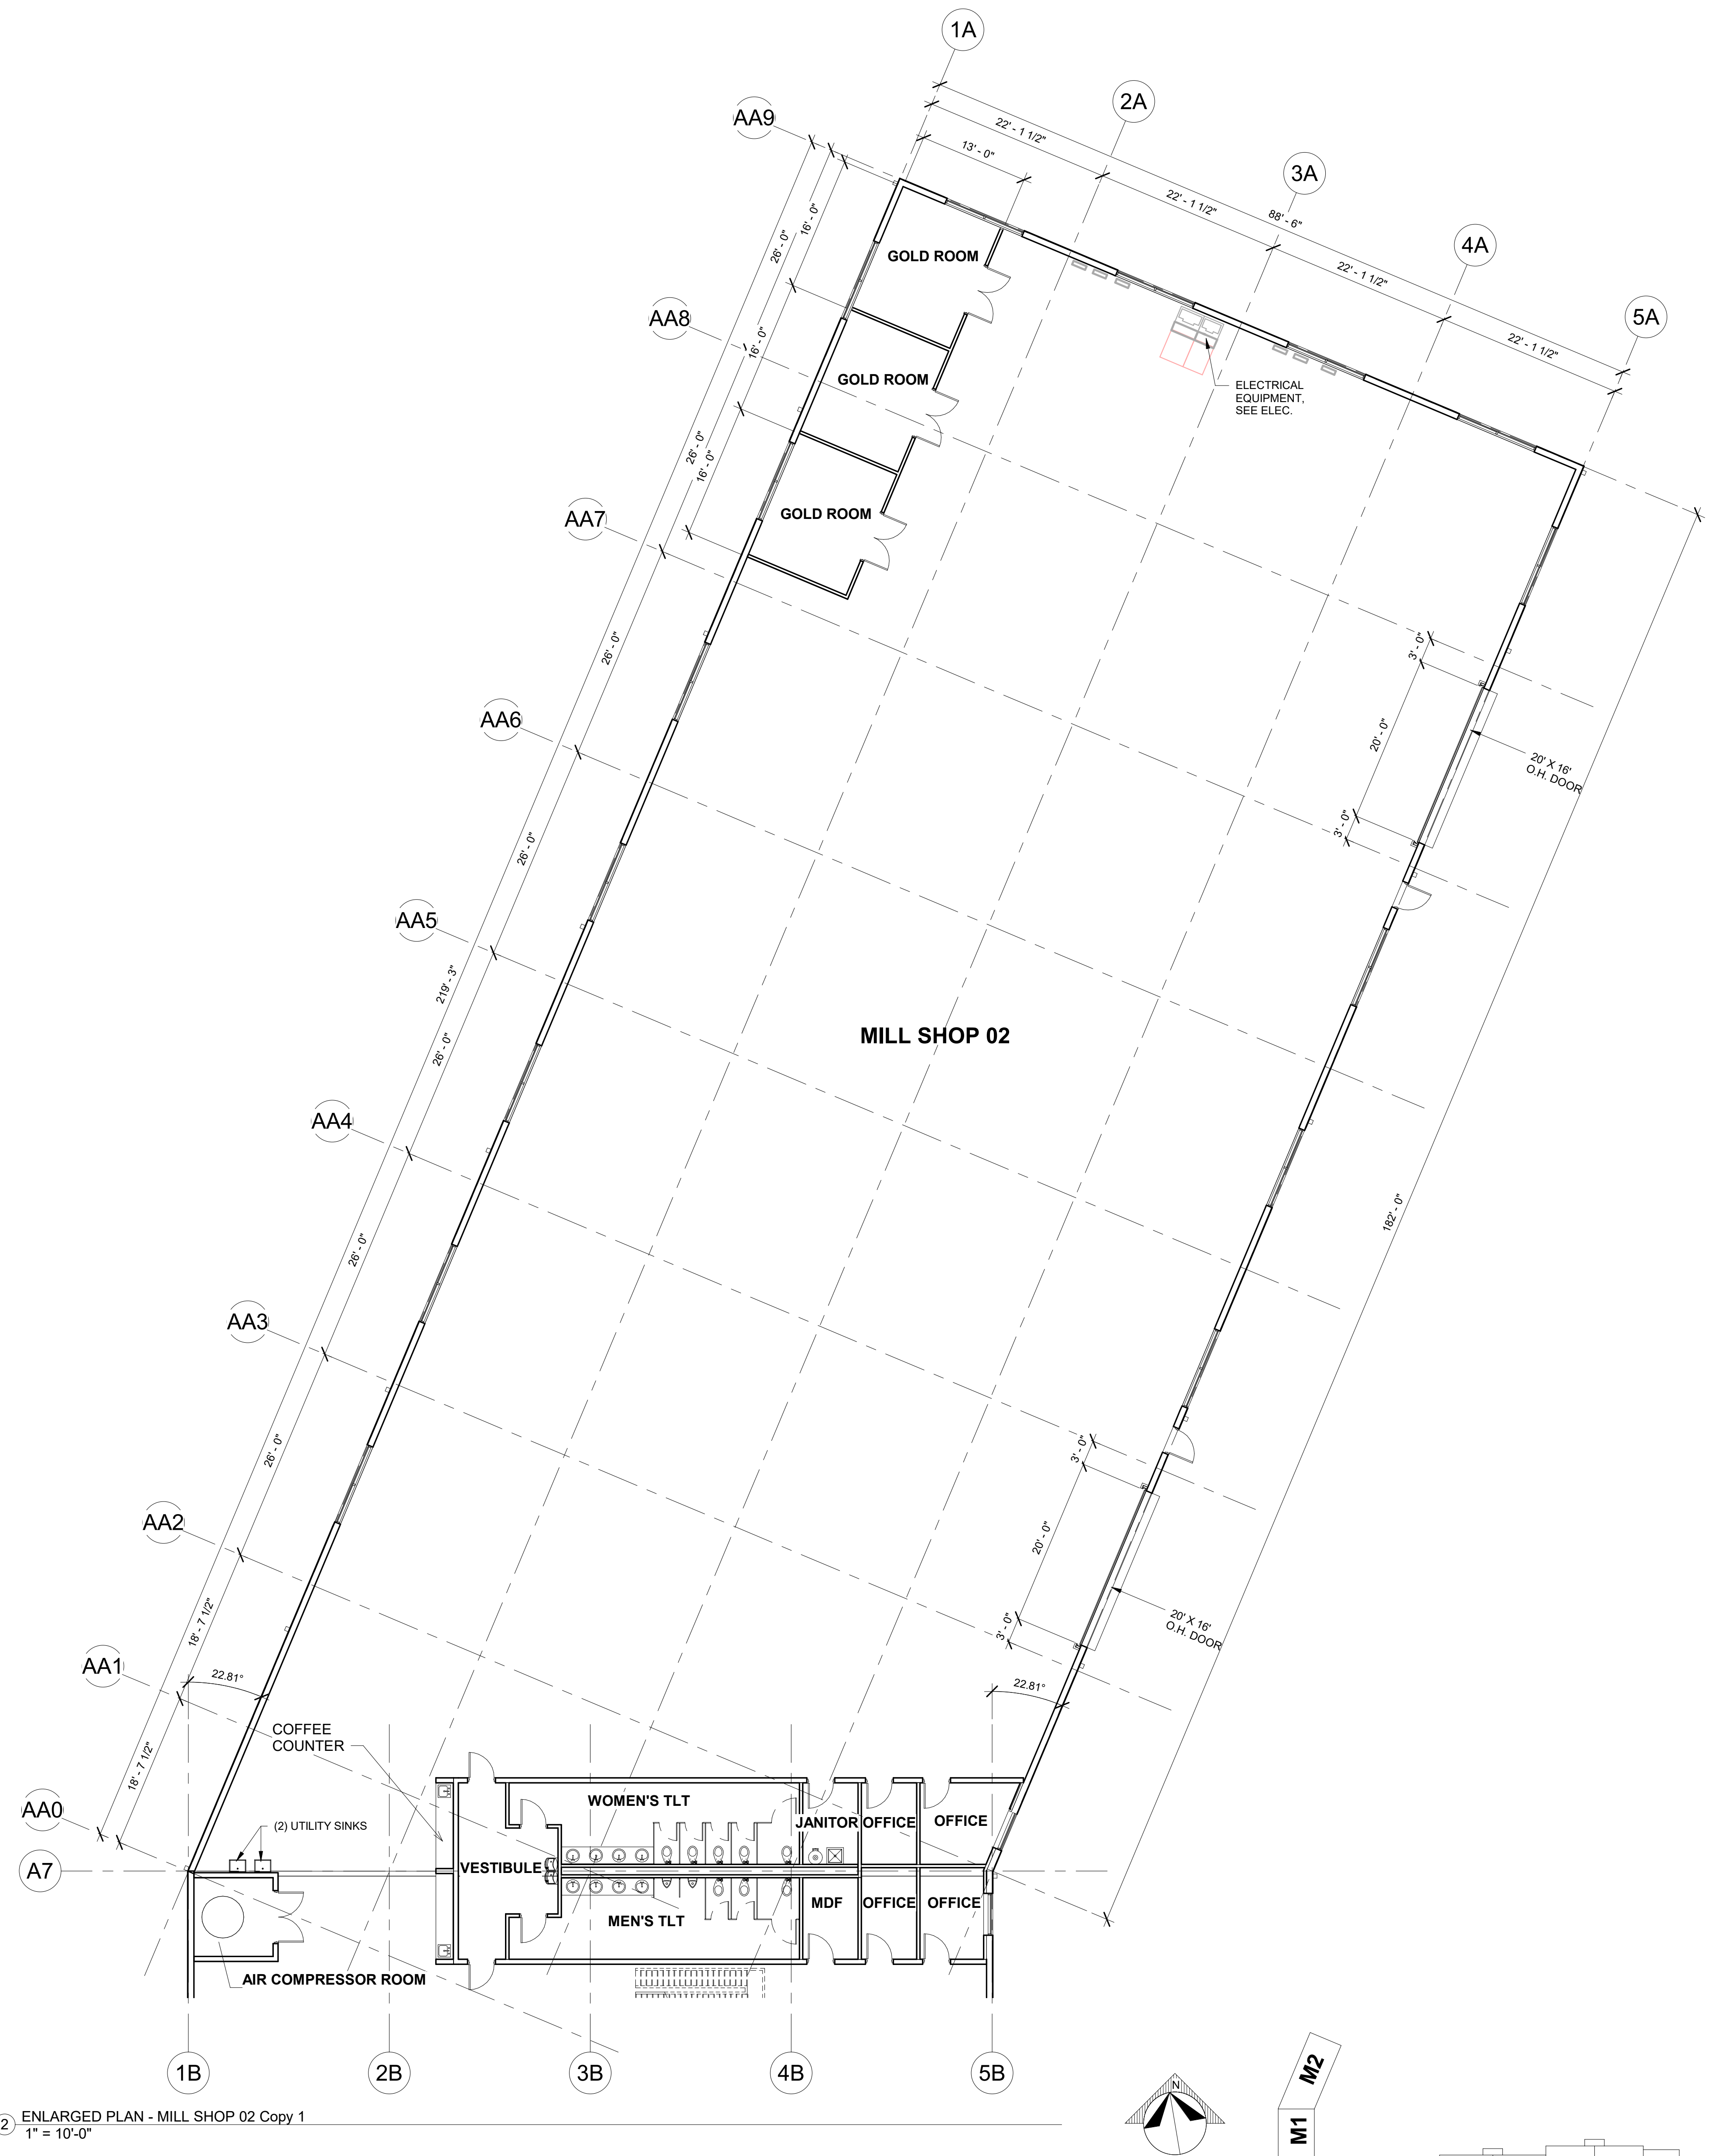 1A
2A
AA9
22' - 1 1/2"
13' - 0"
3A
22' - 1 1/2"
88' - 6"
16' - 0"
26' - 0"
4A
GOLD ROOM
22' - 1 1/2"
AA8
5A
16' - 0"
22' - 1 1/2"
GOLD ROOM
ELECTRICAL
EQUIPMENT,
SEE ELEC.
26' - 0"
16' - 0"
AA7
GOLD ROOM
26' - 0"
3' - 0"
AA6
20' - 0"
20' X 16'
O.H. DOOR
3' - 0"
26' - 0"
AA5
219' - 3"
MILL SHOP 02
26' - 0"
AA4
182' - 0"
26' - 0"
AA3
26' - 0"
3' - 0"
AA2
20' - 0"
18' - 7 1/2"
3' - 0"
20' X 16'
O.H. DOOR
AA1
22.81°
22.81°
COFFEE
COUNTER
18' - 7 1/2"
AA0
WOMEN'S TLT
(2) UTILITY SINKS
JANITOR
OFFICE
OFFICE
A7
VESTIBULE
MDF
OFFICE
OFFICE
MEN'S TLT
AIR COMPRESSOR ROOM
1B
2B
3B
4B
5B
N
M2
M1
2
ENLARGED PLAN - MILL SHOP 02 Copy 1
1" = 10'-0"